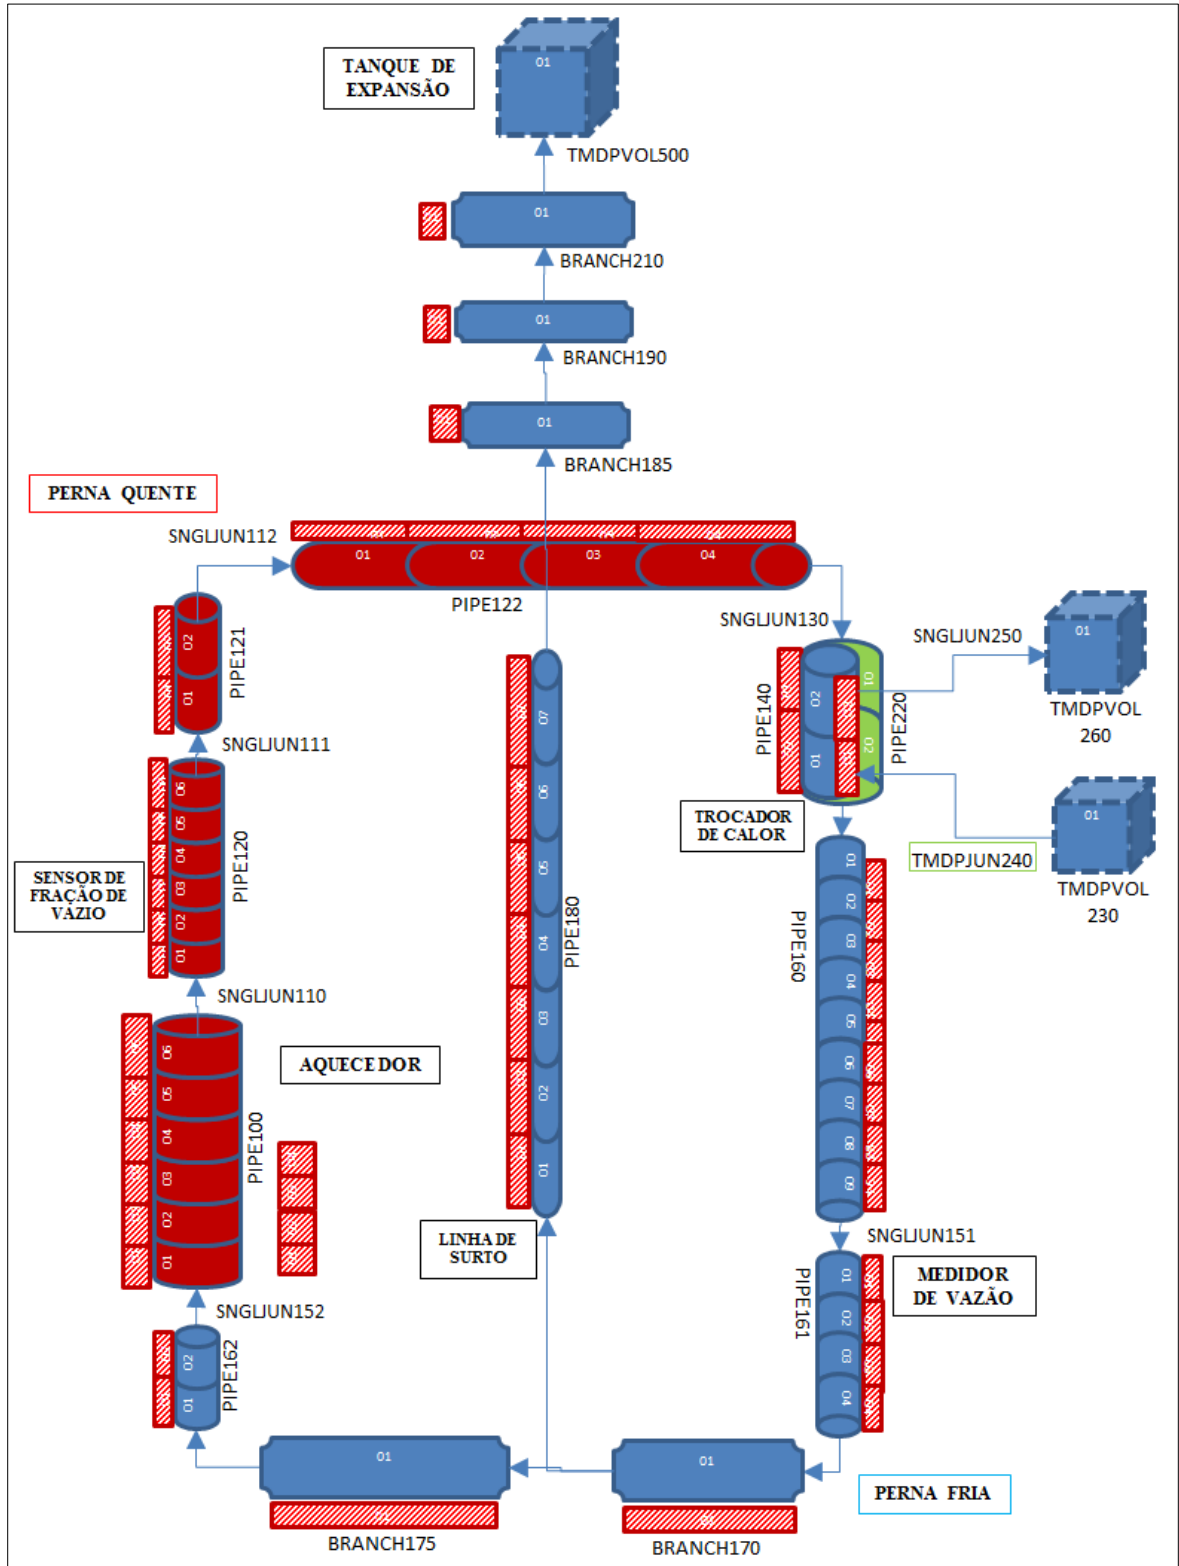 TANQUE DE
EXPANSÃO
01
TMDPVOL500
01
BRANCH210
01
BRANCH190
01
BRANCH185
PERNA QUENTE
SNGLJUN112
01
02
03
04
PIPE122
SNGLJUN130
SNGLJUN250
01
TMDPVOL
260
02
01
PIPE121
SNGLJUN111
PIPE140
02
01
01
02
PIPE220
TROCADOR
DE CALOR
TMDPJUN240
01
TMDPVOL
230
SENSOR DE
FRAÇÃO DE
VAZIO
06
05
04
03
02
01
PIPE120
SNGLJUN110
07
06
05
04
03
02
01
PIPE180
PIPE160
01
02
03
04
05
06
07
08
09
AQUECEDOR
06
05
04
03
02
01
PIPE100
LINHA DE
SURTO
SNGLJUN151
MEDIDOR
DE VAZÃO
PIPE161
01
02
03
04
SNGLJUN152
02
01
PIPE162
01
BRANCH175
01
BRANCH170
PERNA FRIA